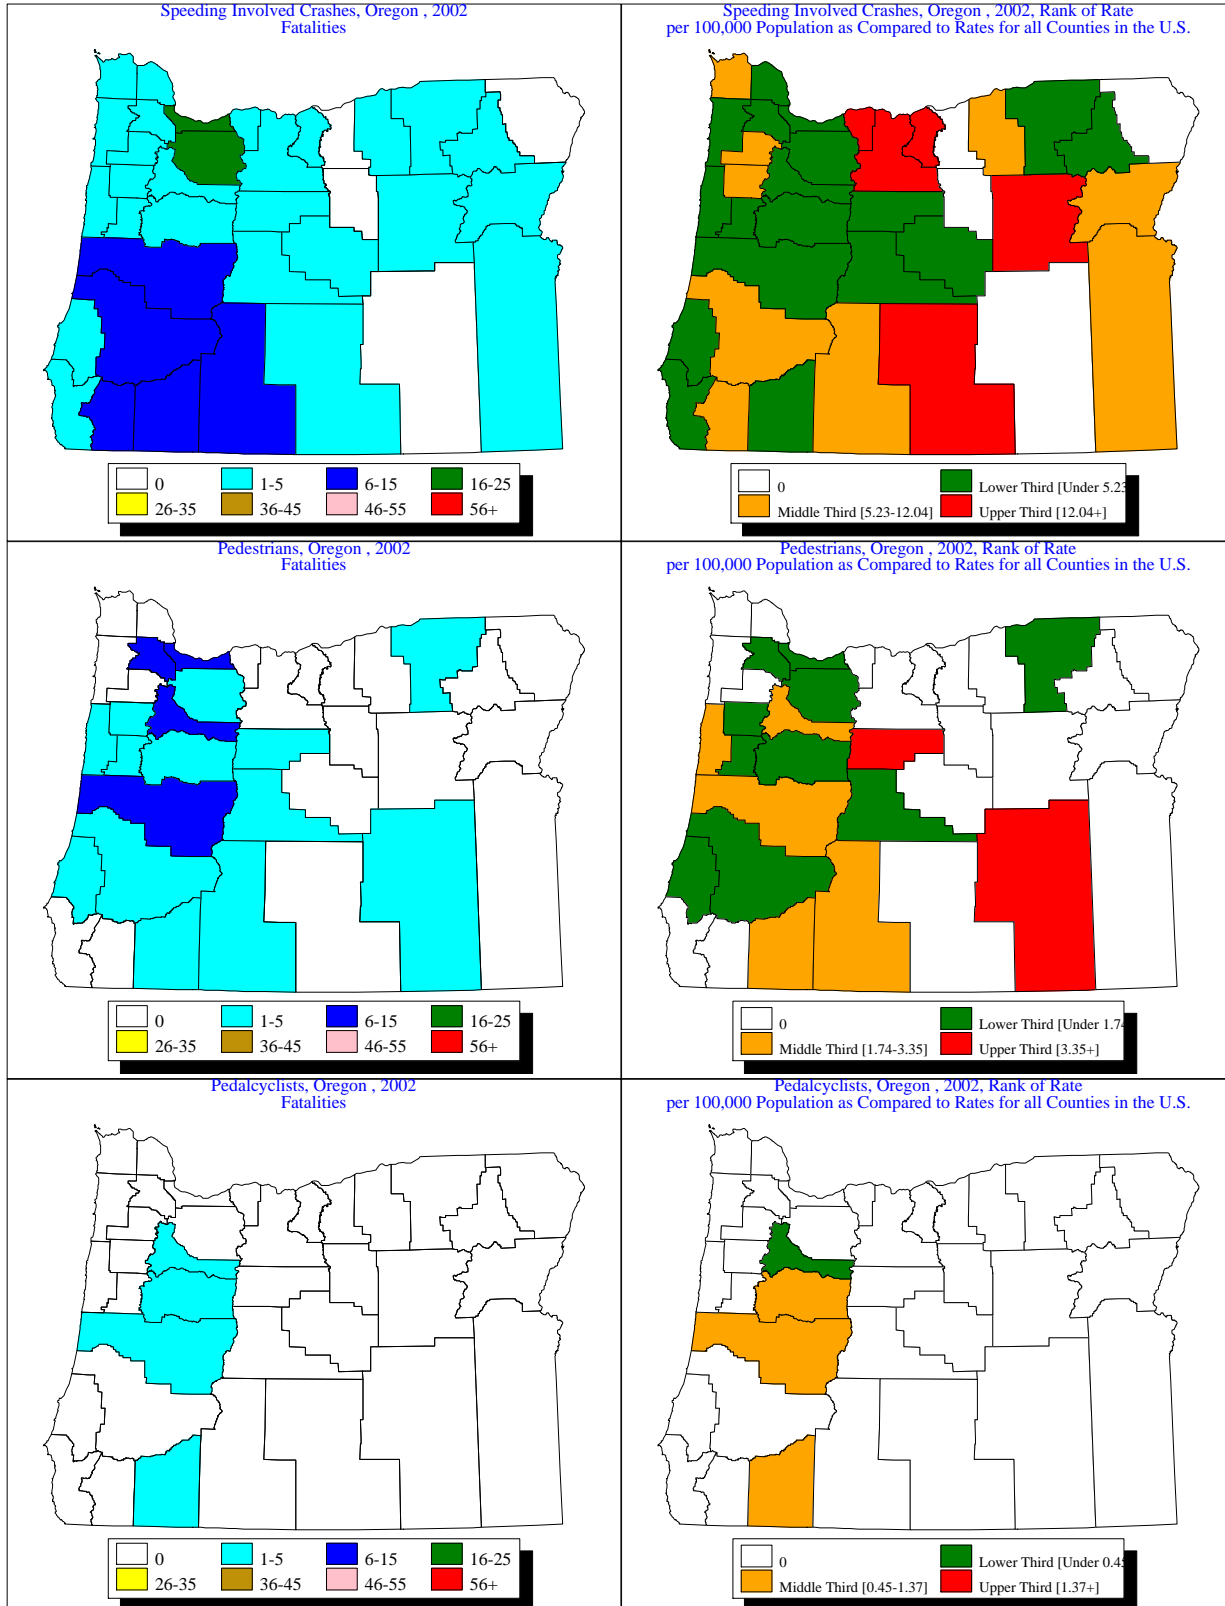 Speeding Involved Crashes, Oregon , 2002
Fatalities
0
1-5
6-15
16-25
26-35
36-45
46-55
56+
Speeding Involved Crashes, Oregon , 2002, Rank of Rate
per 100,000 Population as Compared to Rates for all Counties in the U.S.
0
Lower Third [Under 5.23
Middle Third [5.23-12.04]
Upper Third [12.04+]
Pedestrians, Oregon , 2002
Fatalities
0
1-5
6-15
16-25
26-35
36-45
46-55
56+
Pedestrians, Oregon , 2002, Rank of Rate
per 100,000 Population as Compared to Rates for all Counties in the U.S.
0
Lower Third [Under 1.74
Middle Third [1.74-3.35]
Upper Third [3.35+]
Pedalcyclists, Oregon , 2002
Fatalities
0
1-5
6-15
16-25
26-35
36-45
46-55
56+
Pedalcyclists, Oregon , 2002, Rank of Rate
per 100,000 Population as Compared to Rates for all Counties in the U.S.
0
Lower Third [Under 0.45
Middle Third [0.45-1.37]
Upper Third [1.37+]